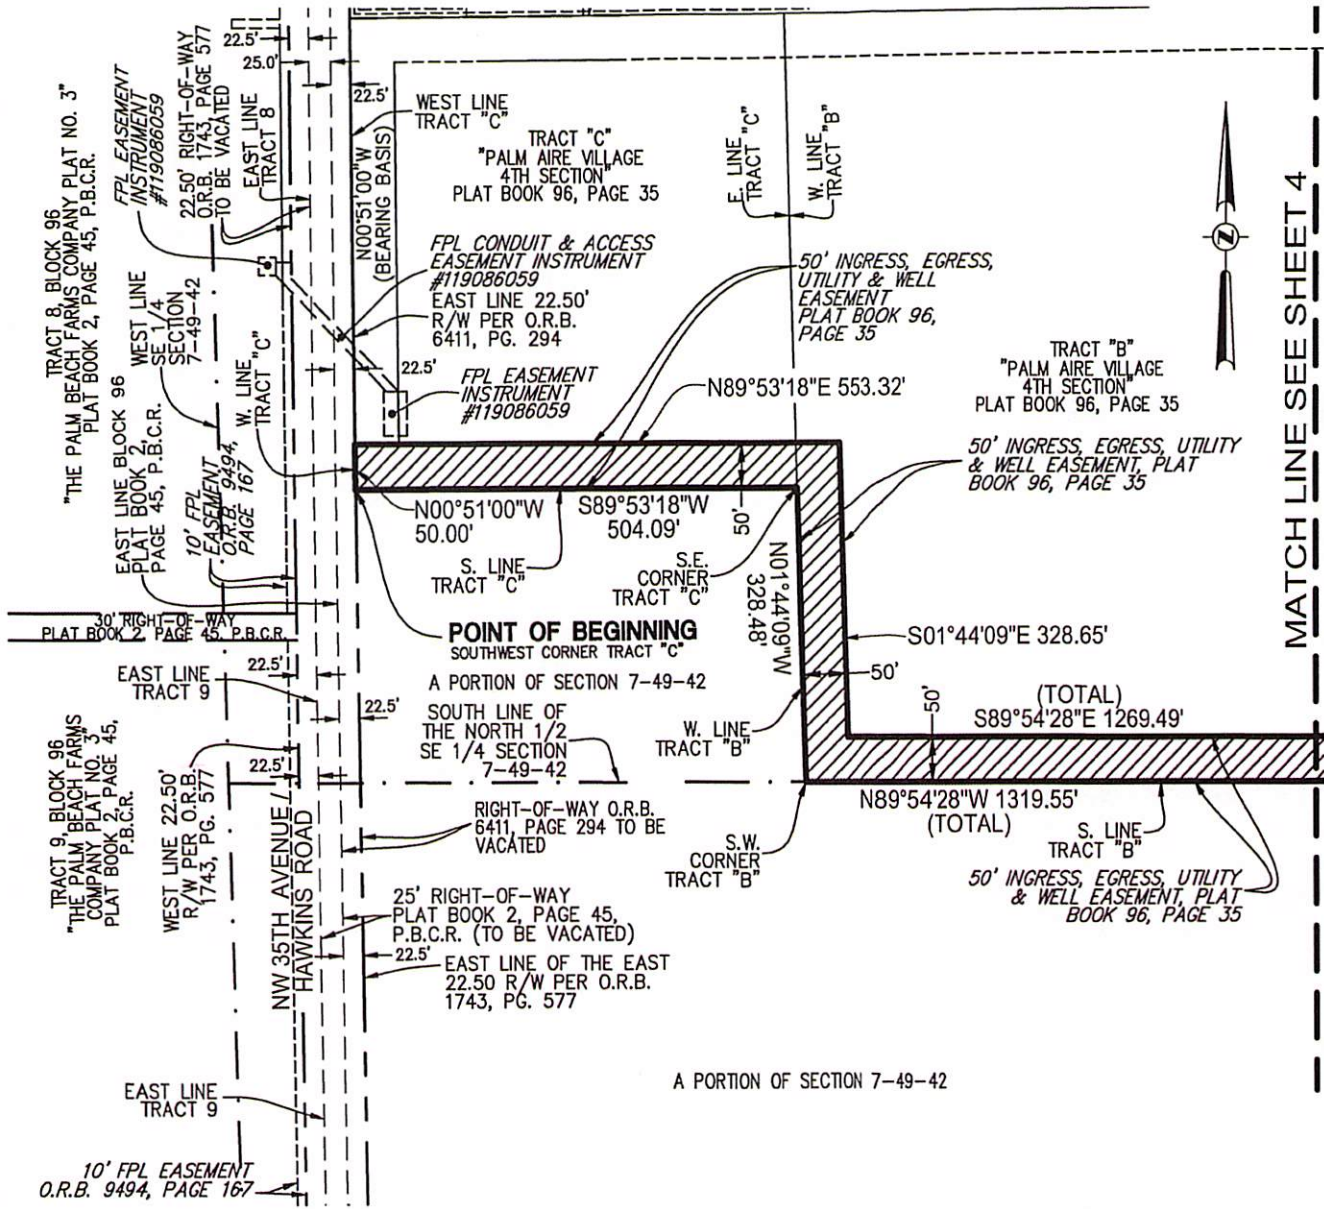 22.5'
25.0'
22.5'
22.50' RIGHT-OF-WAY
O.R.B. 1743, PAGE 577
TO BE VACATED
EAST LINE
TRACT 8
FPL EASEMENT
INSTRUMENT
#119086059
TRACT 8, BLOCK 96
"THE PALM BEACH FARMS COMPANY PLAT NO. 3"
PLAT BOOK 2, PAGE 45, P.B.C.R.
WEST LINE
SE 1/4
SECTION
7-49-42
EAST LINE BLOCK 96
PLAT BOOK 2,
PAGE 45, P.B.C.R.
W. LINE
TRACT "C"
10' FPL
EASEMENT
O.R.B. 9494,
PAGE 167
N00°51'00"W
(BEARING BASIS)
WEST LINE
TRACT "C"
TRACT "C"
"PALM AIRE VILLAGE
4TH SECTION"
PLAT BOOK 96, PAGE 35
E. LINE
TRACT "C"
W. LINE
TRACT "B"
FPL CONDUIT & ACCESS
EASEMENT INSTRUMENT
#119086059
EAST LINE 22.50'
R/W PER O.R.B.
6411, PG. 294
22.5'
FPL EASEMENT
INSTRUMENT
#119086059
50' INGRESS, EGRESS,
UTILITY & WELL
EASEMENT
PLAT BOOK 96,
PAGE 35
N89°53'18"E 553.32'
TRACT "B"
"PALM AIRE VILLAGE
4TH SECTION"
PLAT BOOK 96, PAGE 35
Z
MATCH LINE SEE SHEET 4
50' INGRESS, EGRESS, UTILITY
& WELL EASEMENT, PLAT
BOOK 96, PAGE 35
N00°51'00"W
50.00'
S89°53'18"W
504.09'
50'
S. LINE
TRACT "C"
S.E.
CORNER
TRACT "C"
N01°44'09"W
328.48'
S01°44'09"E 328.65'
50'
30' RIGHT-OF-WAY
PLAT BOOK 2, PAGE 45, P.B.C.R.
POINT OF BEGINNING
SOUTHWEST CORNER TRACT "C"
22.5'
EAST LINE
TRACT 9
22.5'
A PORTION OF SECTION 7-49-42
SOUTH LINE OF
THE NORTH 1/2
SE 1/4 SECTION
7-49-42
W. LINE
TRACT "B"
50'
(TOTAL)
S89°54'28"E 1269.49'
22.5'
TRACT 9, BLOCK 96
"THE PALM BEACH FARMS
COMPANY PLAT NO. 3"
PLAT BOOK 2, PAGE 45,
P.B.C.R.
WEST LINE 22.50'
R/W PER O.R.B.
1743, PG. 577
NW 35TH AVENUE /
HAWKINS ROAD
RIGHT-OF-WAY O.R.B.
6411, PAGE 294 TO BE
VACATED
N89°54'28"W 1319.55'
(TOTAL)
S.W.
CORNER
TRACT "B"
S. LINE
TRACT "B"
50' INGRESS, EGRESS, UTILITY
& WELL EASEMENT, PLAT
BOOK 96, PAGE 35
25' RIGHT-OF-WAY
PLAT BOOK 2, PAGE 45,
P.B.C.R. (TO BE VACATED)
22.5'
EAST LINE OF THE EAST
22.50 R/W PER O.R.B.
1743, PG. 577
A PORTION OF SECTION 7-49-42
EAST LINE
TRACT 9
10' FPL EASEMENT
O.R.B. 9494, PAGE 167